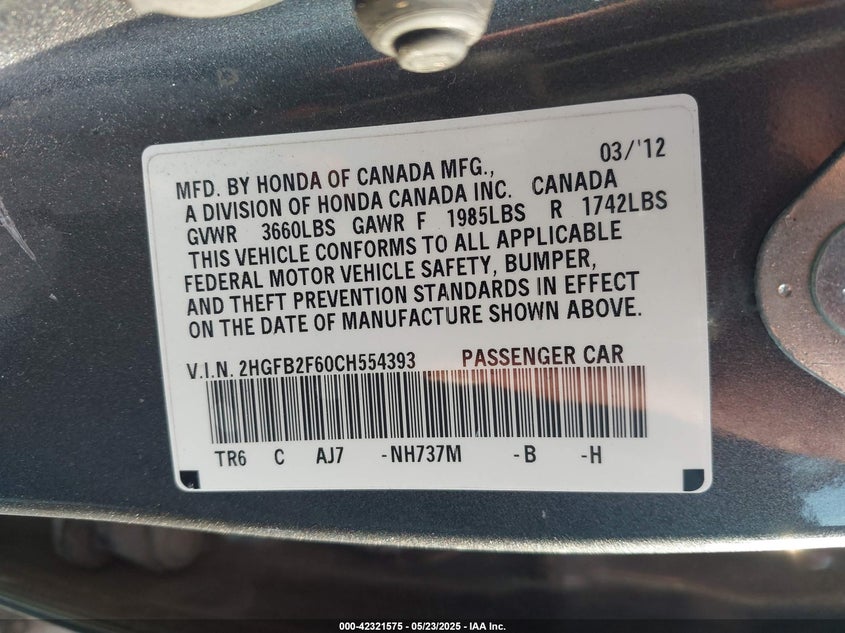 03/'12
MFD. BY HONDA OF CANADA MFG.,
A DIVISION OF HONDA CANADA INC. CANADA
GVWR 3660LBS GAWR F 1985LBS R 1742LBS
THIS VEHICLE CONFORMS TO ALL APPLICABLE
FEDERAL MOTOR VEHICLE SAFETY, BUMPER,
AND THEFT PREVENTION STANDARDS IN EFFECT
ON THE DATE OF MANUFACTURE SHOWN ABOVE.
V.I.N. 2HGFB2F60CH554393 PASSENGER CAR
TR6 C AJ7 -NH737M -B -H
000-42321575 — 05/23/2025 — IAA Inc.